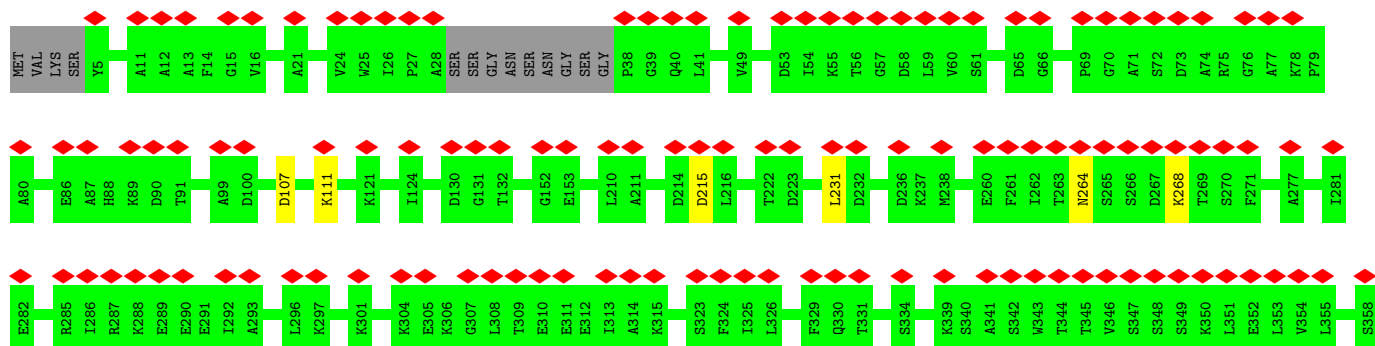 MET VAL LYS SER Y5 A11 A12 A13 F14 G15 V16 A21 V24 W25 I26 P27 A28 SER SER GLY ASN SER ASN GLY SER GLY P38 G39 Q40 L41 V49 D53 I54 K55 T56 G57 D58 L59 V60 S61 D65 G66 P69 G70 A71 S72 D73 A74 R75 G76 A77 K78 P79
A80 E86 A87 H88 K89 D90 T91 A99 D100 D107 K111 K121 I124 D130 G131 T132 G152 E153 L210 A211 D214 D215 L216 T222 D223 L231 D232 D236 K237 M238 E260 F261 I262 T263 N264 S265 S266 D267 K268 T269 S270 F271 A277 I281
E282 R285 I286 R287 K288 E289 E290 E291 I292 A293 L296 K297 K301 K304 E305 K306 G307 L308 T309 E310 E311 E312 I313 A314 K315 S323 F324 I325 L326 F329 Q330 T331 S334 K339 S340 A341 S342 W343 T344 T345 V346 S347 S348 S349 K350 L351 E352 L353 V354 L355 S358